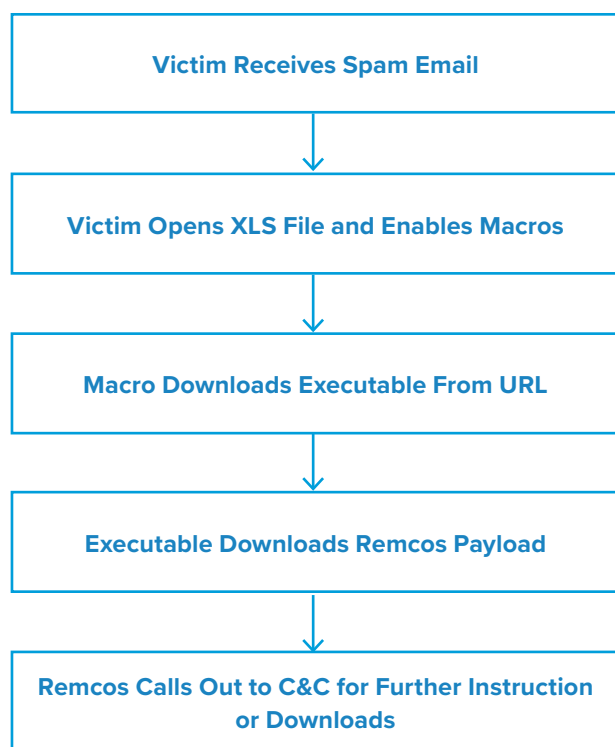 Victim Receives Spam Email
Victim Opens XLS File and Enables Macros
Macro Downloads Executable From URL
Executable Downloads Remcos Payload
Remcos Calls Out to C&C for Further Instruction
or Downloads